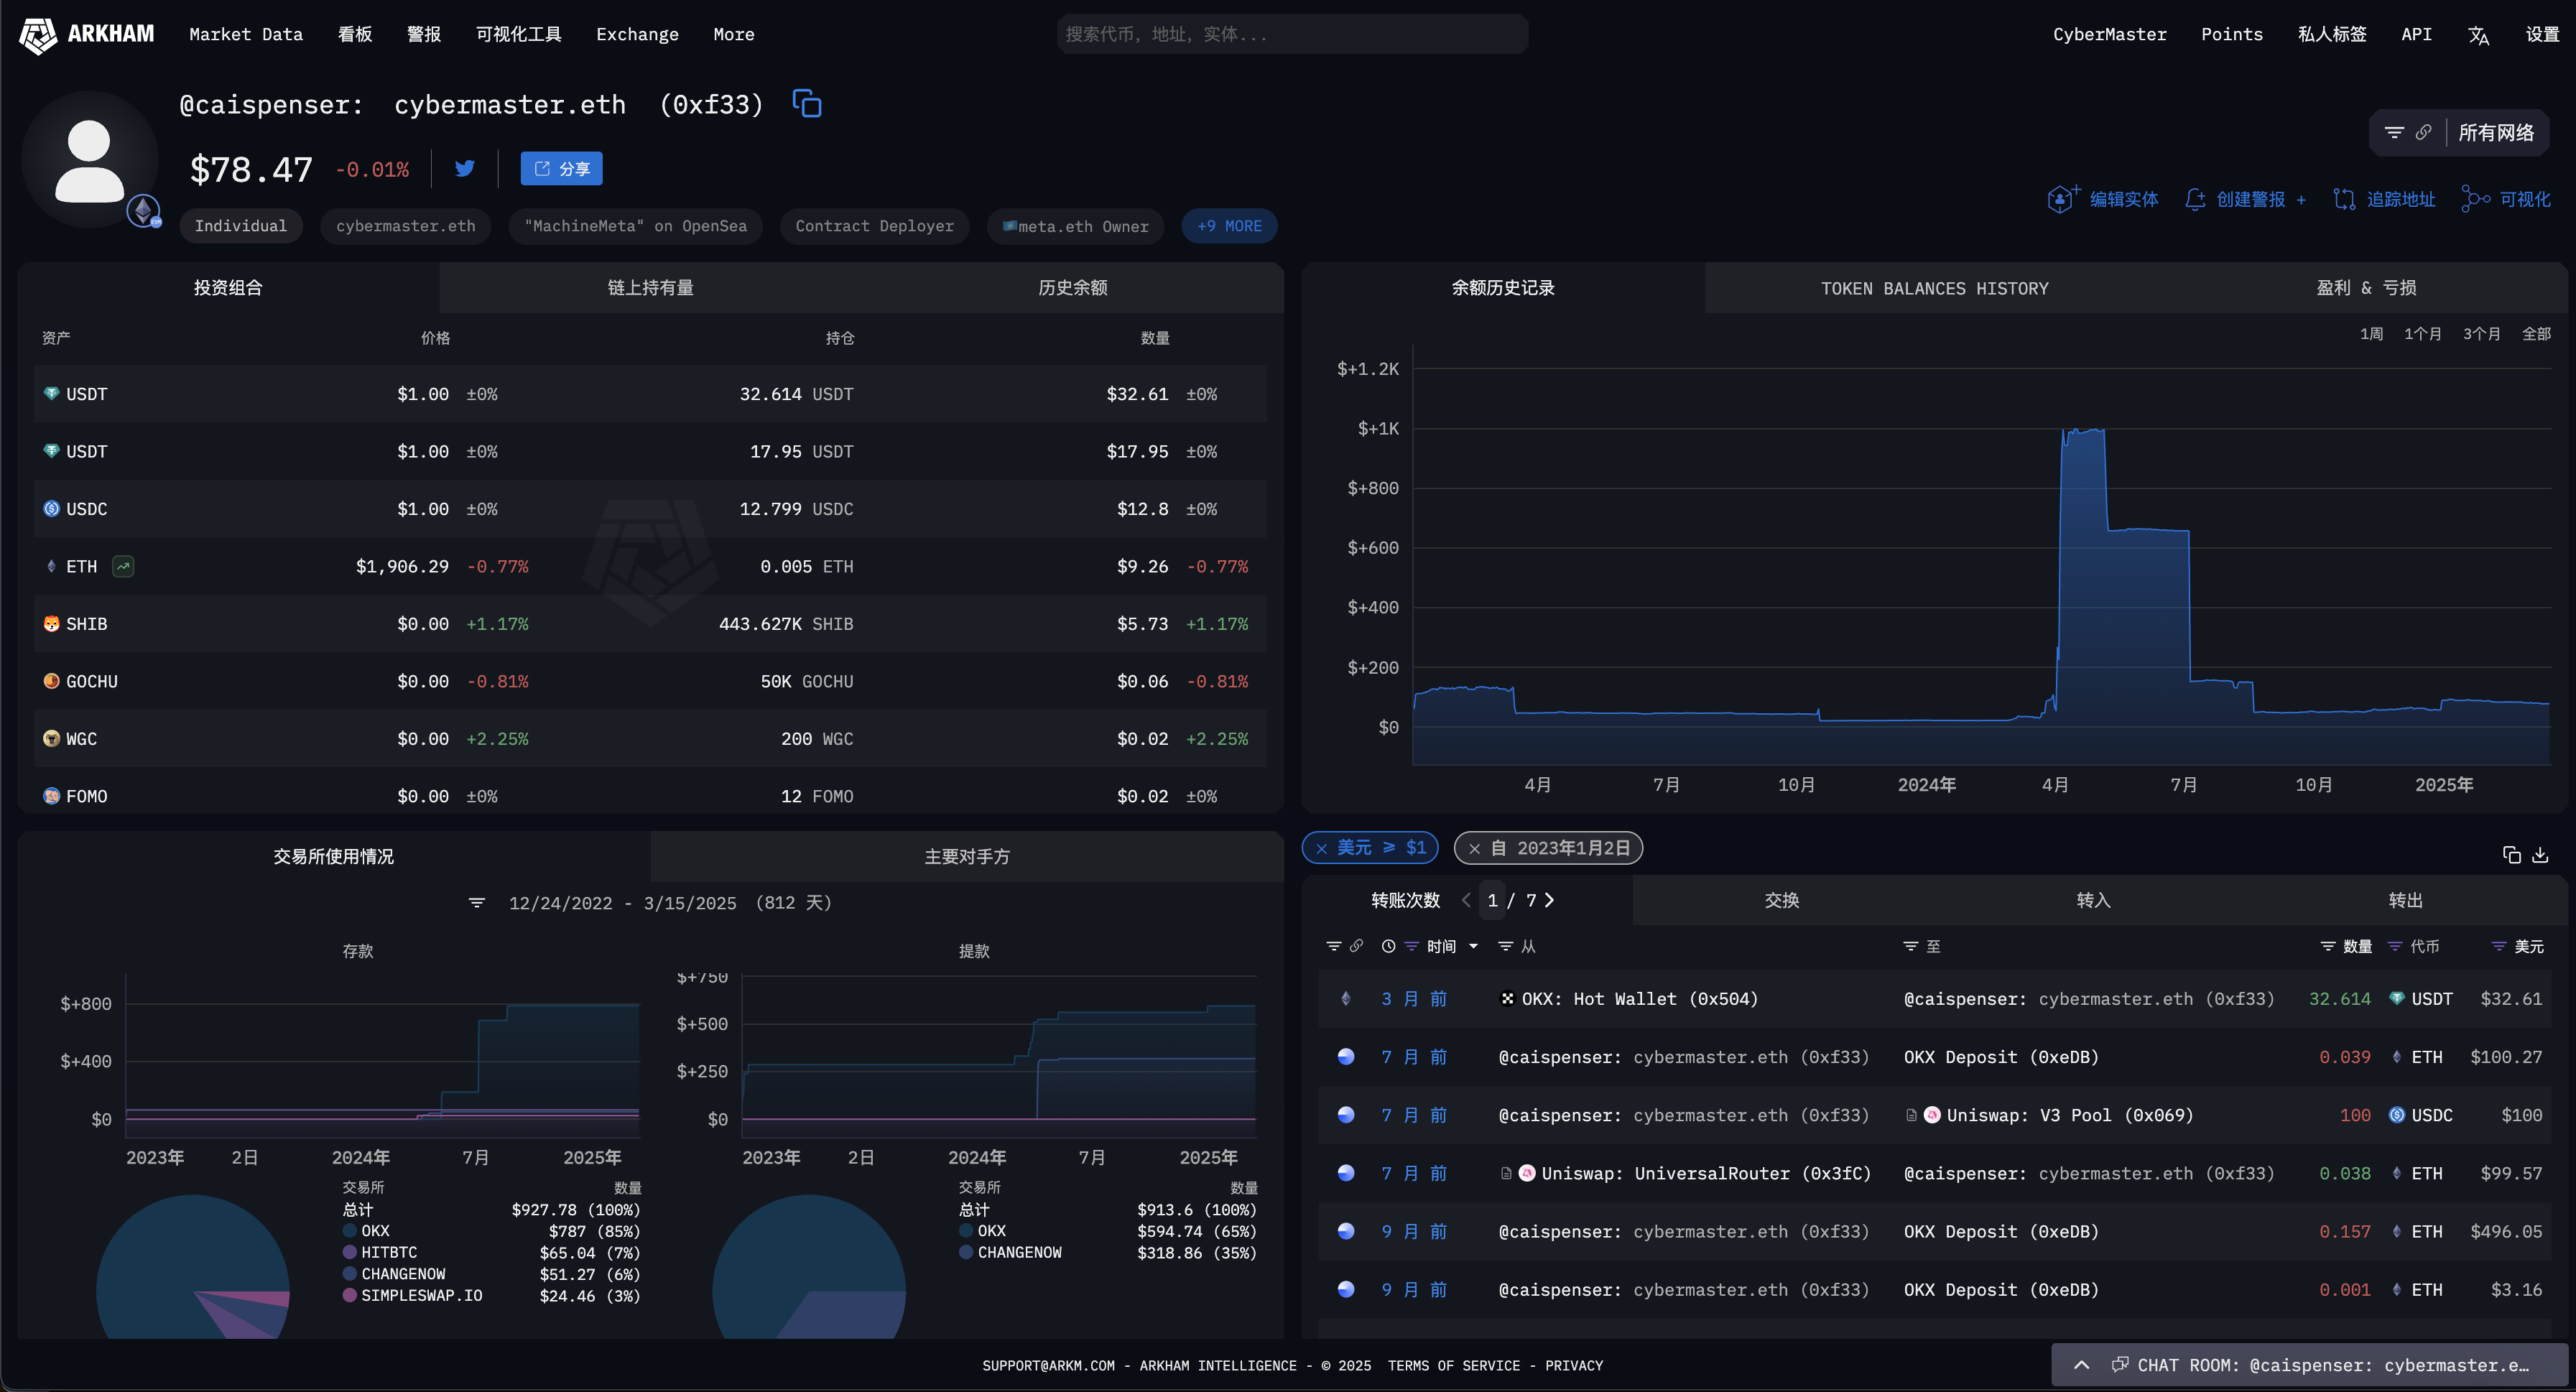 ARKHAM Market Data 看板 警报 可视化工具 Exchange More 搜索代币, 地址, 实体... CyberMaster Points 私人标签 API 设置
@caispenser: cybermaster.eth (0xf33)
所有网络
$78.47 -0.01% 分享
编辑实体 创建警报 + 追踪地址 可视化
Individual cybermaster.eth "MachineMeta" on OpenSea Contract Deployer meta.eth Owner +9 MORE
投资组合 链上持有量 历史余额
资产 价格 持仓 数量
USDT $1.00 ±0% 32.614 USDT $32.61 ±0%
USDT $1.00 ±0% 17.95 USDT $17.95 ±0%
USDC $1.00 ±0% 12.799 USDC $12.8 ±0%
ETH $1,906.29 -0.77% 0.005 ETH $9.26 -0.77%
SHIB $0.00 +1.17% 443.627K SHIB $5.73 +1.17%
GOCHU $0.00 -0.81% 50K GOCHU $0.06 -0.81%
WGC $0.00 +2.25% 200 WGC $0.02 +2.25%
FOMO $0.00 ±0% 12 FOMO $0.02 ±0%
余额历史记录 TOKEN BALANCES HISTORY 盈利 & 亏损
1周 1个月 3个月 全部
$+1.2K
$+1K
$+800
$+600
$+400
$+200
$0
4月 7月 10月 2024年 4月 7月 10月 2025年
交易所使用情况 主要对手方
12/24/2022 - 3/15/2025 (812 天)
存款
$+800
$+400
$0
2023年 2日 2024年 7月 2025年
交易所 数量
总计 $927.78 (100%)
OKX $787 (85%)
HITBTC $65.04 (7%)
CHANGENOW $51.27 (6%)
SIMPLESWAP.IO $24.46 (3%)
提款
$+750
$+500
$+250
$0
2023年 2日 2024年 7月 2025年
交易所 数量
总计 $913.6 (100%)
OKX $594.74 (65%)
CHANGENOW $318.86 (35%)
× 美元 ≥ $1 × 自 2023年1月2日
转账次数 < 1 / 7 > 交换 转入 转出
时间 从 至 数量 代币 美元
3 月 前 OKX: Hot Wallet (0x504) @caispenser: cybermaster.eth (0xf33) 32.614 USDT $32.61
7 月 前 @caispenser: cybermaster.eth (0xf33) OKX Deposit (0xeDB) 0.039 ETH $100.27
7 月 前 @caispenser: cybermaster.eth (0xf33) Uniswap: V3 Pool (0x069) 100 USDC $100
7 月 前 Uniswap: UniversalRouter (0x3fC) @caispenser: cybermaster.eth (0xf33) 0.038 ETH $99.57
9 月 前 @caispenser: cybermaster.eth (0xf33) OKX Deposit (0xeDB) 0.157 ETH $496.05
9 月 前 @caispenser: cybermaster.eth (0xf33) OKX Deposit (0xeDB) 0.001 ETH $3.16
SUPPORT@ARKM.COM - ARKHAM INTELLIGENCE - © 2025 TERMS OF SERVICE - PRIVACY
CHAT ROOM: @caispenser: cybermaster.e…